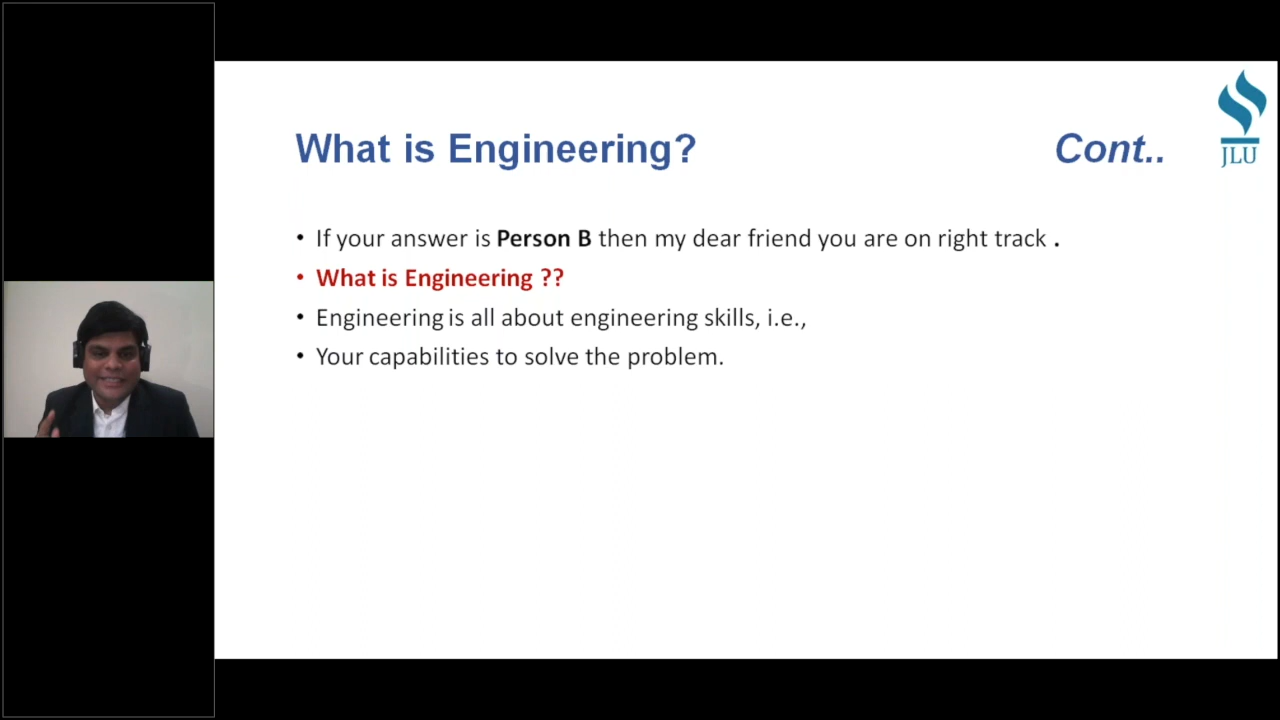 What is Engineering? Cont..
JLU
• If your answer is Person B then my dear friend you are on right track .
• What is Engineering ??
• Engineering is all about engineering skills, i.e.,
• Your capabilities to solve the problem.